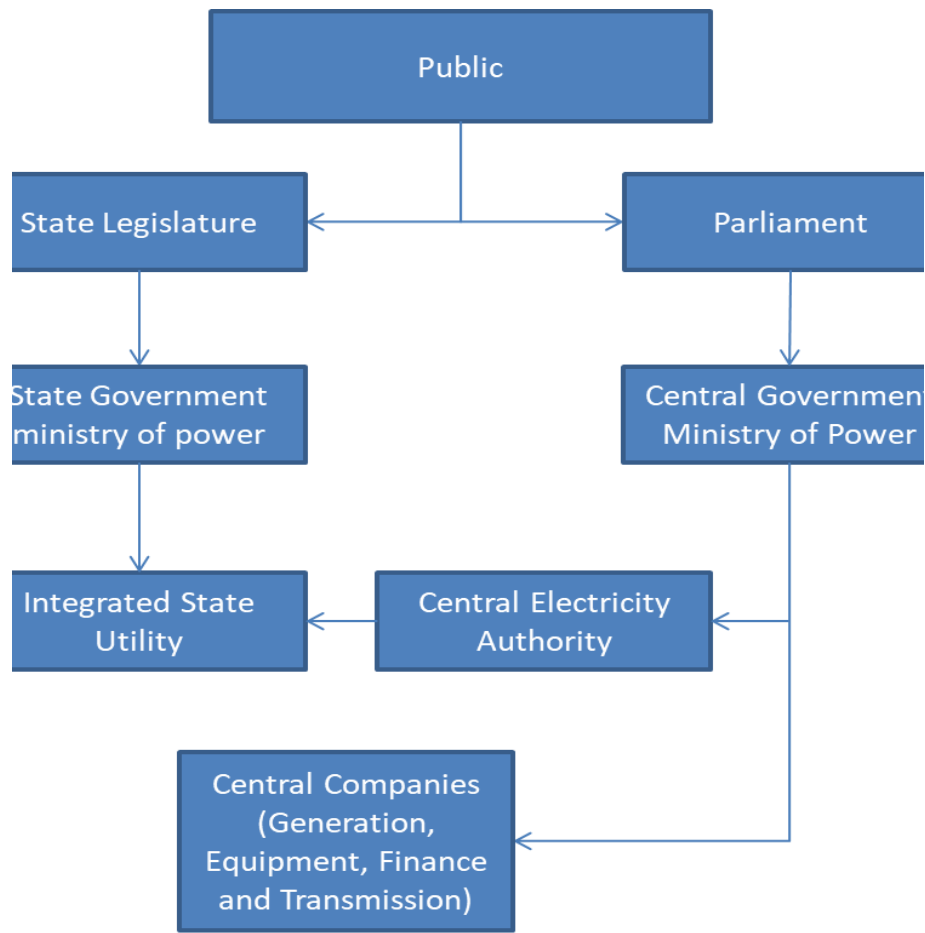 Public
State Legislature
Parliament
State Government
ministry of power
Central Government
Ministry of Power
Integrated State
Utility
Central Electricity
Authority
Central Companies
(Generation,
Equipment, Finance
and Transmission)